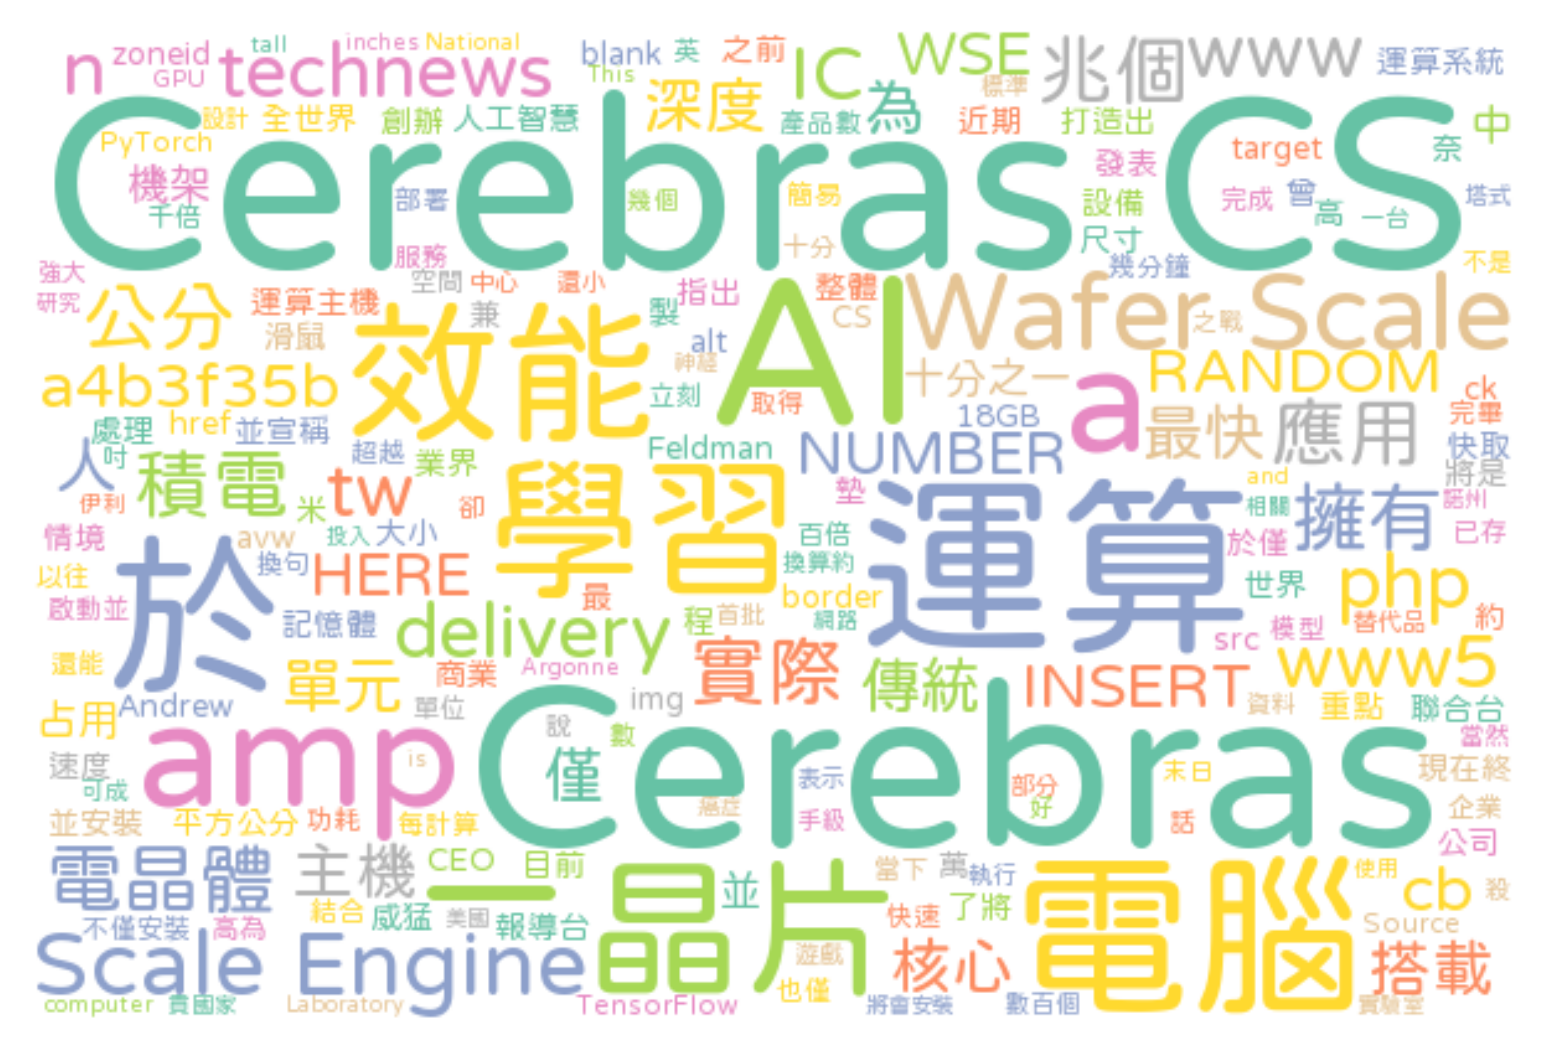 n zoneid GPU technews tall inches National blank This 英 之前 IC WSE 兆個 標準 www 運算系統
PyTorch 設計 全世界 創辦 人工智慧 深度 產品數 為 近期 打造出 中
Cerebras CS
機架 千倍 部署 幾個 簡易 發表 設備 target 完成 曾 高 一台 奈 塔式
強大 研究 服務 空間 中心 還小 十分 尺寸 幾分鐘 不是
公分 運算主機 滑鼠 兼 製 指出 整體 CS Wafer Scale 之戰
a4b3f35b 效能 alt 神經 立刻 取得 AI 十分之一 a RANDOM ck 完畢
處理 href 並宣稱 超越 業界 Feldman NUMBER 18GB 最快 應用 快取
人 吋 積電 伊利 米 tw 卻 學習 墊 運算 and 相關 擁有 將是 諾州 已存
情境 avw 投入 大小 百倍 於僅
以往 於 換句 HERE 最 換算約 世界 php
啟動並 記憶體 delivery 程 首批 border 網路 src 模型 替代品 約
還能 單元 商業 Argonne 實際 傳統 INSERT www5
占用 Andrew 單位 img 說 數 資料 重點 聯合台 當然
速度 可成 amp is 僅 Cerebras 表示 部分 好 末日 現在終
並安裝 平方公分 功耗 每計算 癌症 手級 話 企業 公司
電晶體 主機 CEO 目前 一 晶片 並 當下 萬 執行 電腦 使用 cb 殺
不僅安裝 高為 結合 威猛 美國 報導台 快速 了將 Source
Scale Engine 遊戲 也僅 核心 搭載
computer 貴國家 Laboratory TensorFlow 將會安裝 數百個 實驗室